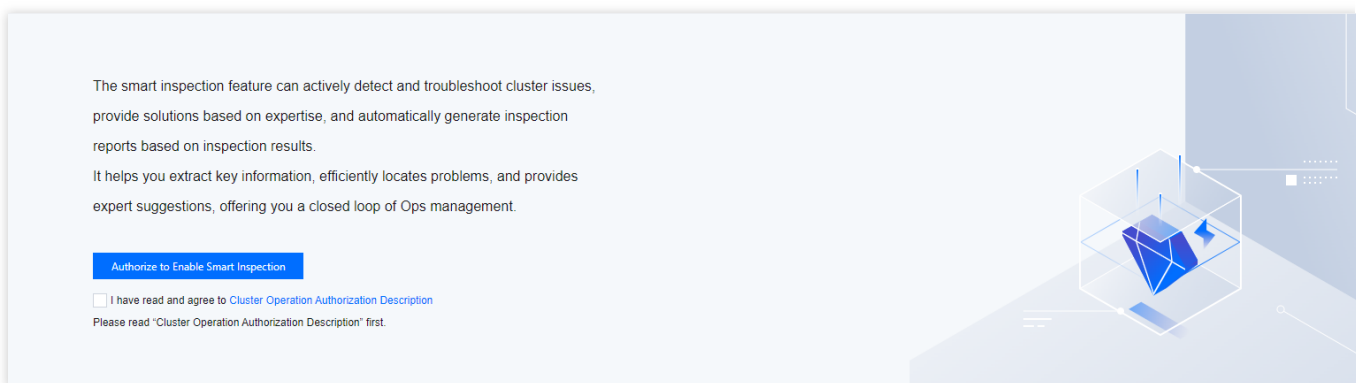 The smart inspection feature can actively detect and troubleshoot cluster issues,
provide solutions based on expertise, and automatically generate inspection
reports based on inspection results.
It helps you extract key information, efficiently locates problems, and provides
expert suggestions, offering you a closed loop of Ops management.
Authorize to Enable Smart Inspection
I have read and agree to Cluster Operation Authorization Description
Please read “Cluster Operation Authorization Description” first.